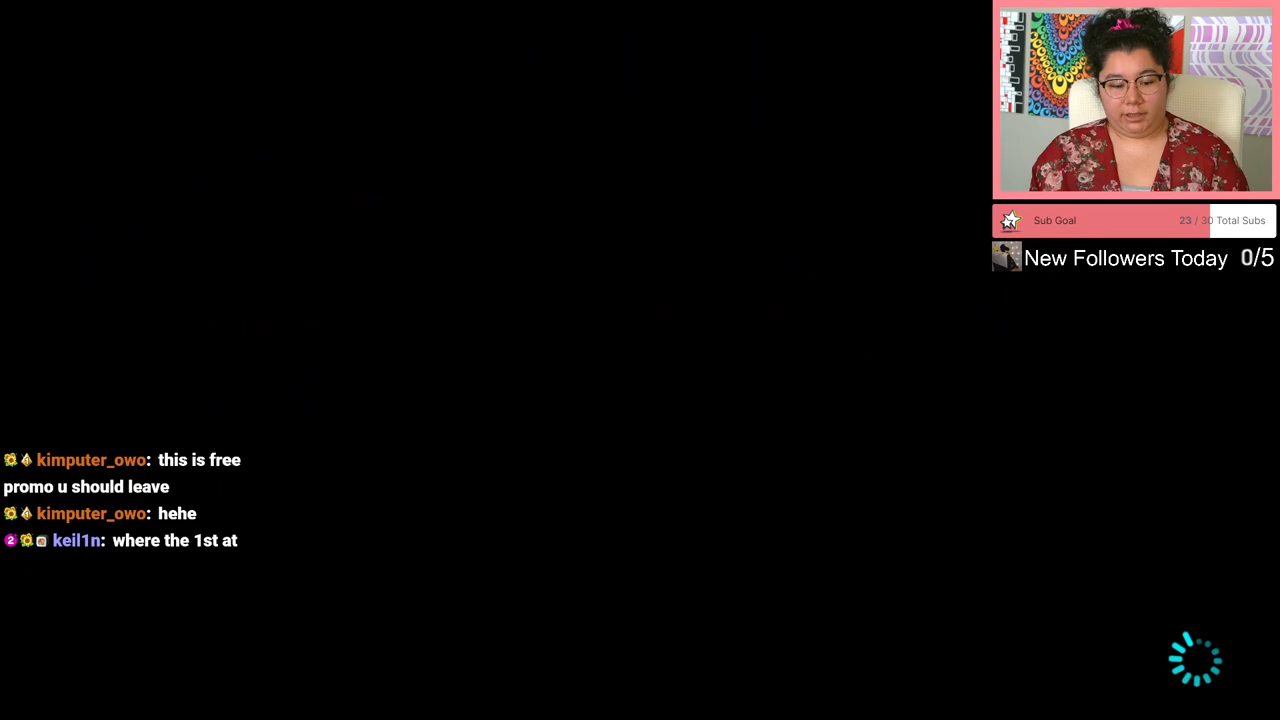 Sub Goal 23 / 30 Total Subs
New Followers Today 0/5
kimputer_owo: this is free
promo u should leave
kimputer_owo: hehe
2 keil1n: where the 1st at